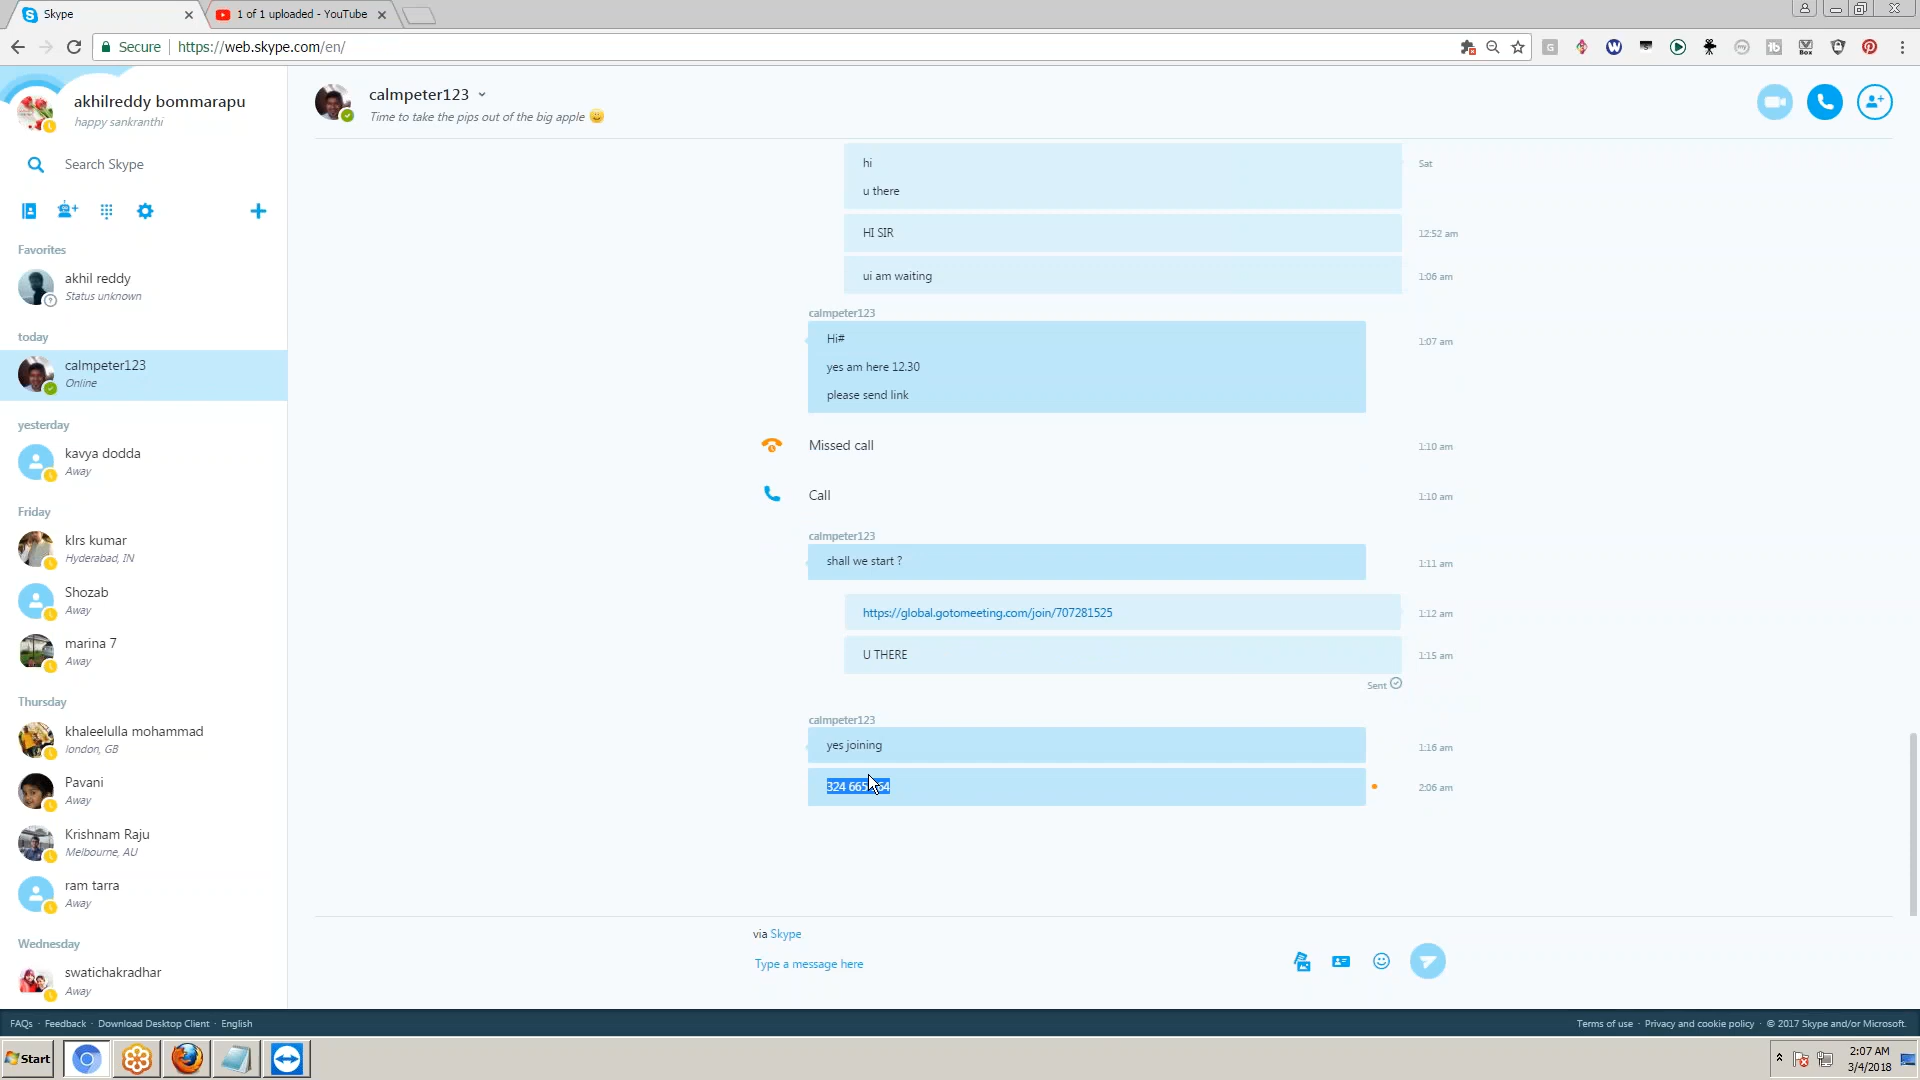 Skype
1 of 1 uploaded - YouTube
Secure
https://web.skype.com/en/
akhilreddy bommarapu
happy sankranthi
Search Skype
Favorites
akhil reddy
Status unknown
today
calmpeter123
Online
yesterday
kavya dodda
Away
Friday
klrs kumar
Hyderabad, IN
Shozab
Away
marina 7
Away
Thursday
khaleelulla mohammad
london, GB
Pavani
Away
Krishnam Raju
Melbourne, AU
ram tarra
Away
Wednesday
swatichakradhar
Away
calmpeter123
Time to take the pips out of the big apple
hi
Sat
u there
HI SIR
12:52 am
ui am waiting
1:06 am
calmpeter123
Hi#
1:07 am
yes am here 12.30
please send link
Missed call
1:10 am
Call
1:10 am
calmpeter123
shall we start ?
1:11 am
https://global.gotomeeting.com/join/707281525
1:12 am
U THERE
1:15 am
Sent
calmpeter123
yes joining
1:16 am
324 665
2:06 am
via Skype
Type a message here
FAQs · Feedback · Download Desktop Client · English
Terms of use · Privacy and cookie policy · © 2017 Skype and/or Microsoft.
Start
2:07 AM
3/4/2018